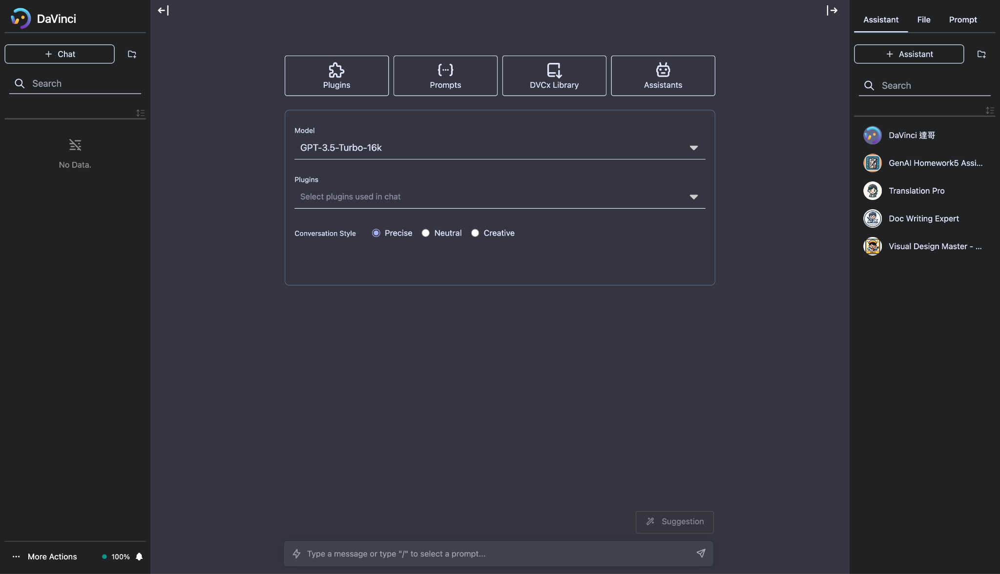 DaVinci
+ Chat
Search
No Data.
More Actions
100%
Plugins
Prompts
DVCx Library
Assistants
Model
GPT-3.5-Turbo-16k
Plugins
Select plugins used in chat
Conversation Style Precise Neutral Creative
Suggestion
Type a message or type "/" to select a prompt...
Assistant File Prompt
+ Assistant
Search
DaVinci 達哥
GenAI Homework5 Assi...
Translation Pro
Doc Writing Expert
Visual Design Master - ...